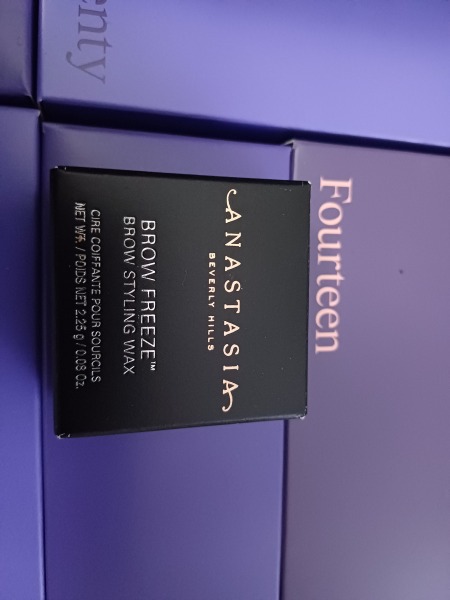 enty
Fourteen
ANASTASIA
BEVERLY HILLS
BROW FREEZE™
BROW STYLING WAX
CIRE COIFFANTE POUR SOURCILS
NET WT. / POIDS NET 2.25 g / 0.08 Oz.